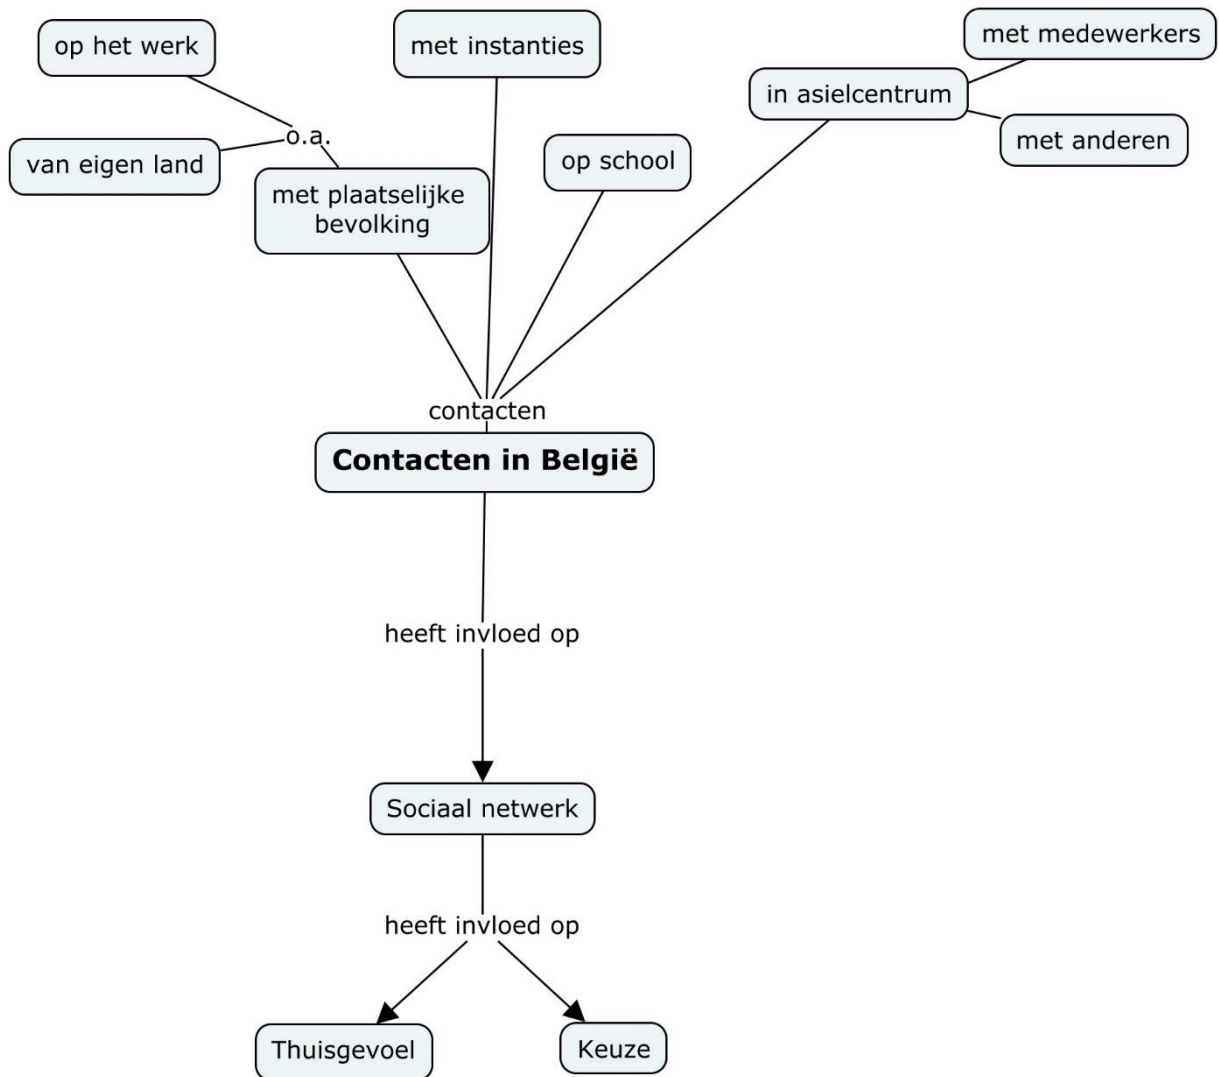 op het werk
met instanties
met medewerkers
in asielcentrum
o.a.
met anderen
van eigen land
op school
met plaatselijke
bevolking
contacten
Contacten in België
heeft invloed op
Sociaal netwerk
heeft invloed op
Thuisgevoel
Keuze